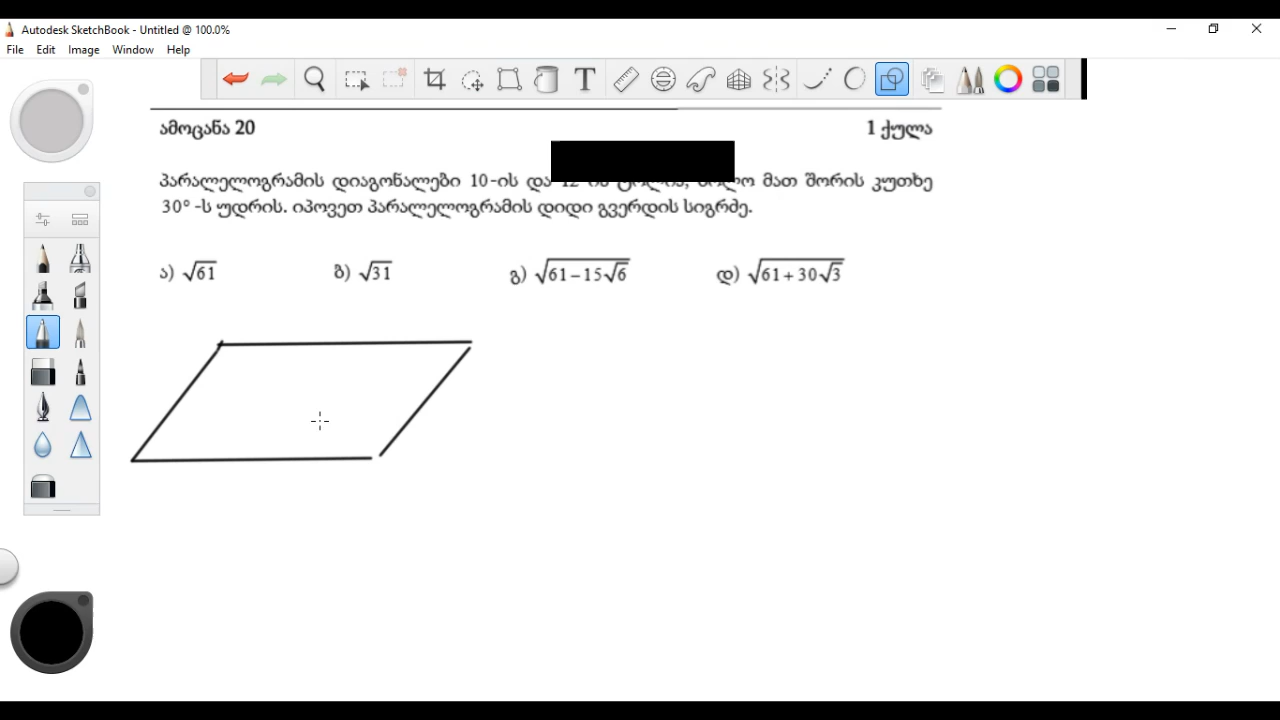 Autodesk SketchBook - Untitled @ 100.0%
File Edit Image Window Help
T
ამოცანა 20 1 ქულა
პარალელოგრამის დიაგონალები 10-ის და მათ შორის კუთხე
30° -ს უდრის. იპოვეთ პარალელოგრამის დიდი გვერდის სიგრძე.
ა) √61 ბ) √31 გ) √(61–15√6) დ) √(61+30√3)